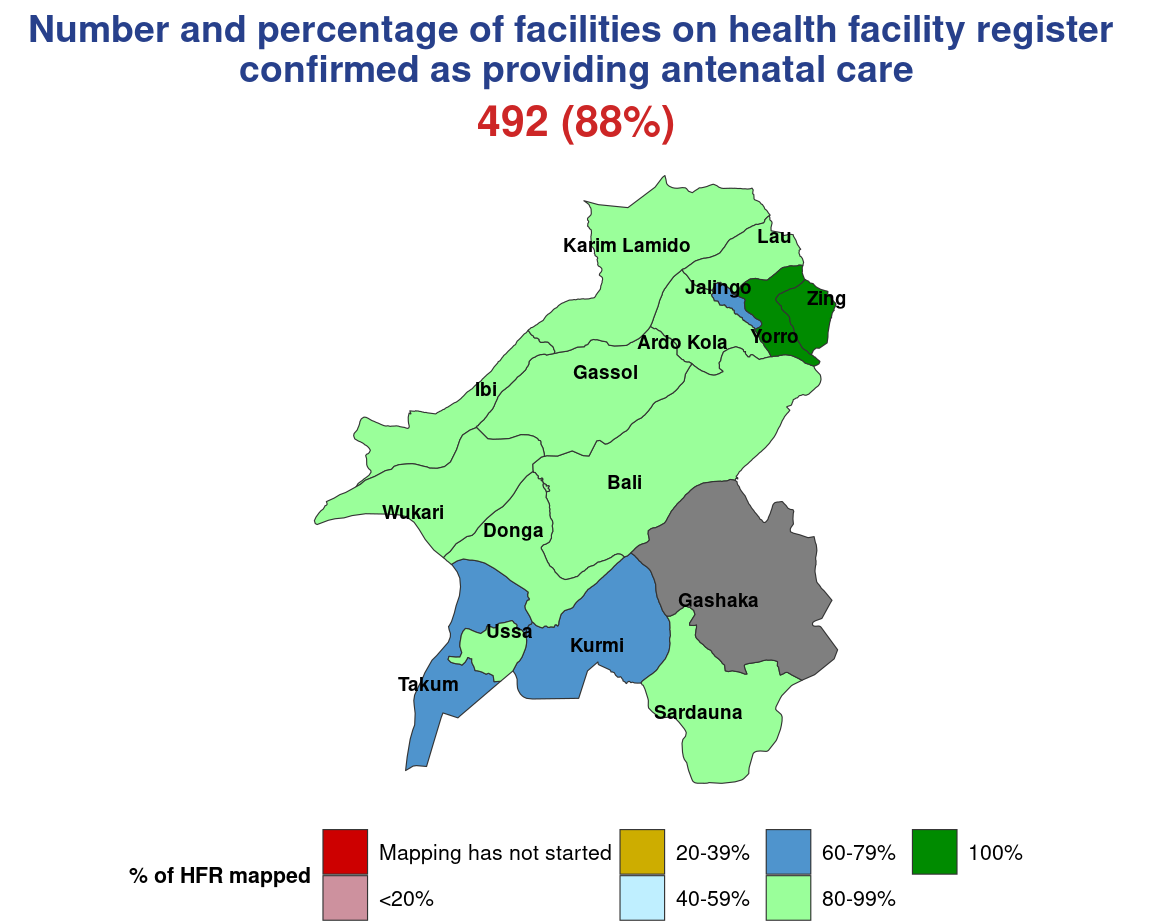 Number and percentage of facilities on health facility register
confirmed as providing antenatal care
492 (88%)
Karim Lamido
Lau
Jalingo
Zing
Yorro
Ardo Kola
Gassol
Ibi
Bali
Wukari
Donga
Gashaka
Ussa
Kurmi
Takum
Sardauna
% of HFR mapped
Mapping has not started
<20%
20-39%
40-59%
60-79%
80-99%
100%